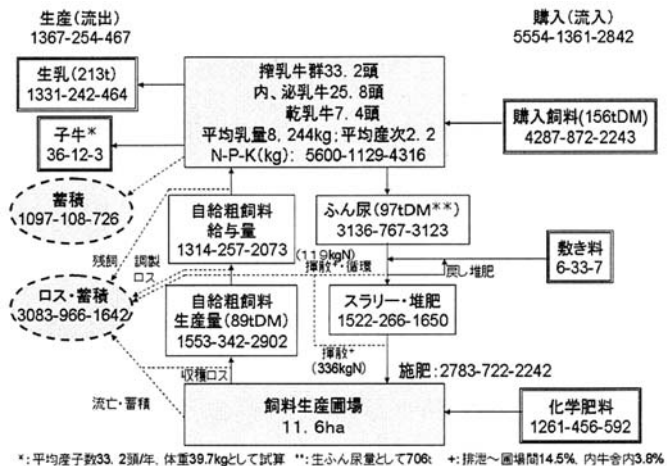 生産(流出)
1367-254-467
購入(流入)
5554-1361-2842
生乳(213t)
1331-242-464
搾乳牛群33. 2頭
内、泌乳牛25. 8頭
乾乳牛7. 4頭
平均乳量8, 244kg;平均産次2. 2
N-P-K(kg): 5600-1129-4316
購入飼料(156tDM)
4287-872-2243
子牛*
36-12-3
蓄積
1097-108-726
自給粗飼料
給与量
1314-257-2073
ふん尿(97tDM**)
3136-767-3123
残飼
調製
ロス
(119kgN)
揮散+・循環
戻し堆肥
敷き料
6-33-7
ロス・蓄積
3083-966-1642
自給粗飼料
生産量(89tDM)
1553-342-2902
スラリー・堆肥
1522-266-1650
揮散+
(336kgN)
施肥:2783-722-2242
収穫ロス
流亡・蓄積
飼料生産圃場
11. 6ha
化学肥料
1261-456-592
*:平均産子数33. 2頭/年、体重39.7kgとして試算 **:生ふん尿量として706t +:排泄~圃場間14.5%、内牛舎内3.8%